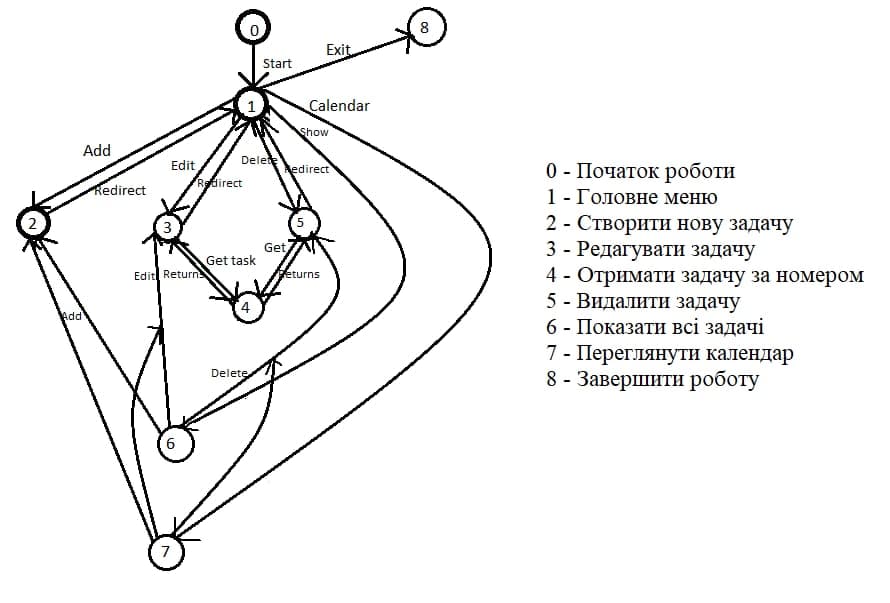 0
8
Exit
Start
1
Calendar
Show
Add
Edit
Delete
Redirect
Redirect
Redirect
2
3
5
Get task
Get
Edit
Returns
Returns
4
Add
Delete
6
7
0 - Початок роботи
1 - Головне меню
2 - Створити нову задачу
3 - Редагувати задачу
4 - Отримати задачу за номером
5 - Видалити задачу
6 - Показати всі задачі
7 - Переглянути календар
8 - Завершити роботу